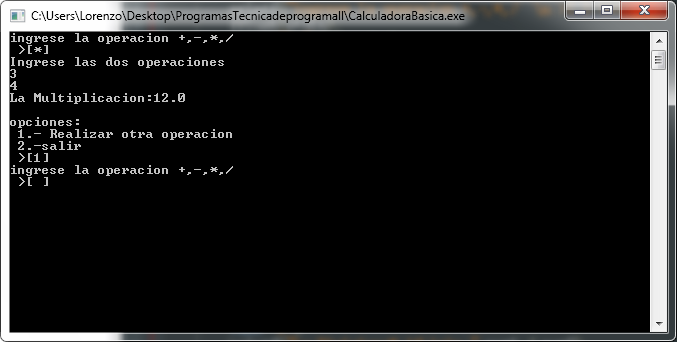 C:\Users\Lorenzo\Desktop\ProgramasTecnicadeprogramaII\CalculadoraBasica.exe
ingrese la operacion +,-,*,/
>[*]
Ingrese las dos operaciones
3
4
La Multiplicacion:12.0
opciones:
1.- Realizar otra operacion
2.-salir
>[1]
ingrese la operacion +,-,*,/
>[ ]